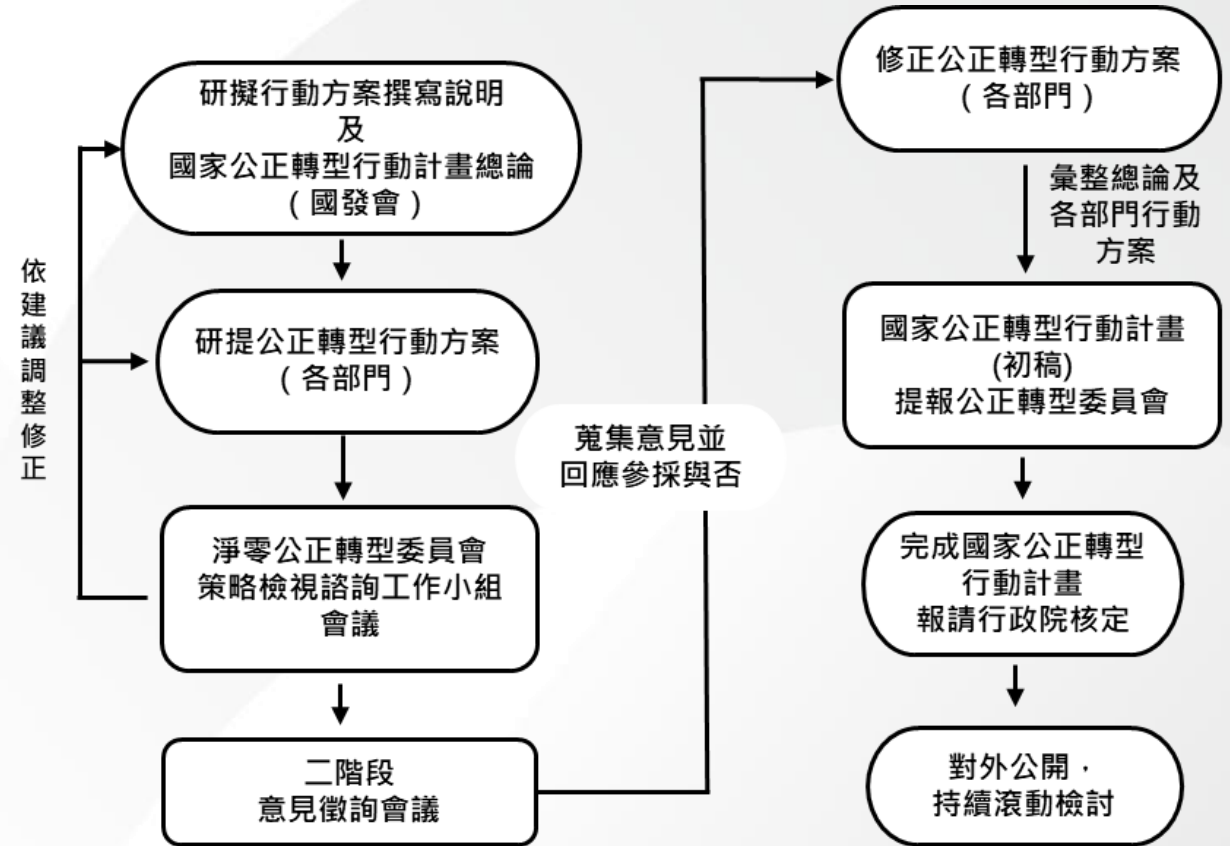 研擬行動方案撰寫說明
及
國家公正轉型行動計畫總論
（國發會）
研提公正轉型行動方案
（各部門）
淨零公正轉型委員會
策略檢視諮詢工作小組
會議
二階段
意見徵詢會議
依建議調整修正
蒐集意見並
回應參採與否
修正公正轉型行動方案
（各部門）
彙整總論及
各部門行動
方案
國家公正轉型行動計畫
(初稿)
提報公正轉型委員會
完成國家公正轉型
行動計畫
報請行政院核定
對外公開，
持續滾動檢討